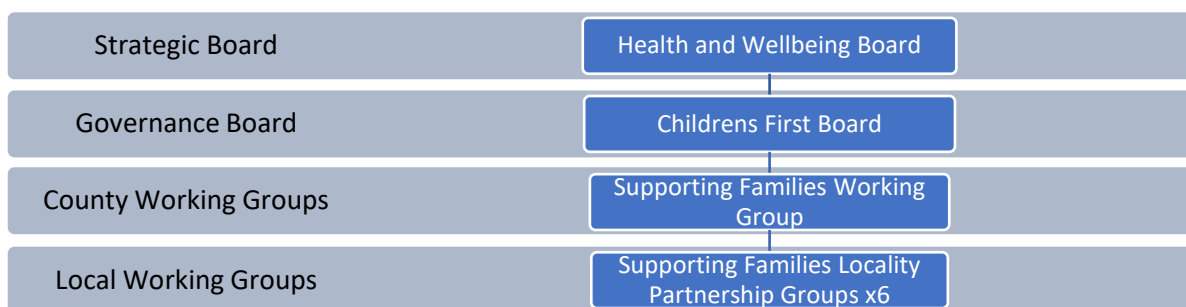 Strategic Board
Health and Wellbeing Board
Governance Board
Childrens First Board
County Working Groups
Supporting Families Working
Group
Local Working Groups
Supporting Families Locality
Partnership Groups x6